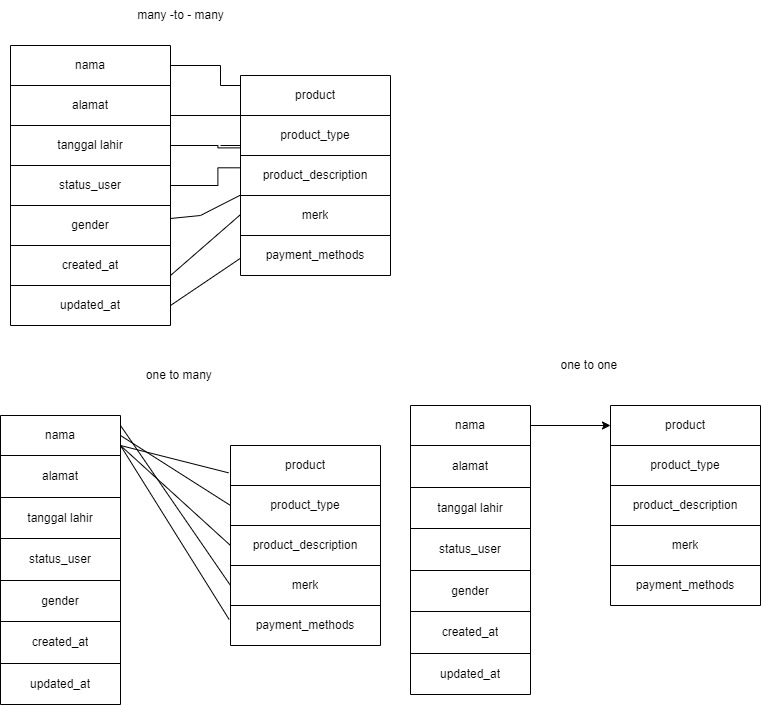 many -to - many
nama
alamat
tanggal lahir
status_user
gender
created_at
updated_at
product
product_type
product_description
merk
payment_methods
one to many
nama
alamat
tanggal lahir
status_user
gender
created_at
updated_at
product
product_type
product_description
merk
payment_methods
one to one
nama
alamat
tanggal lahir
status_user
gender
created_at
updated_at
product
product_type
product_description
merk
payment_methods